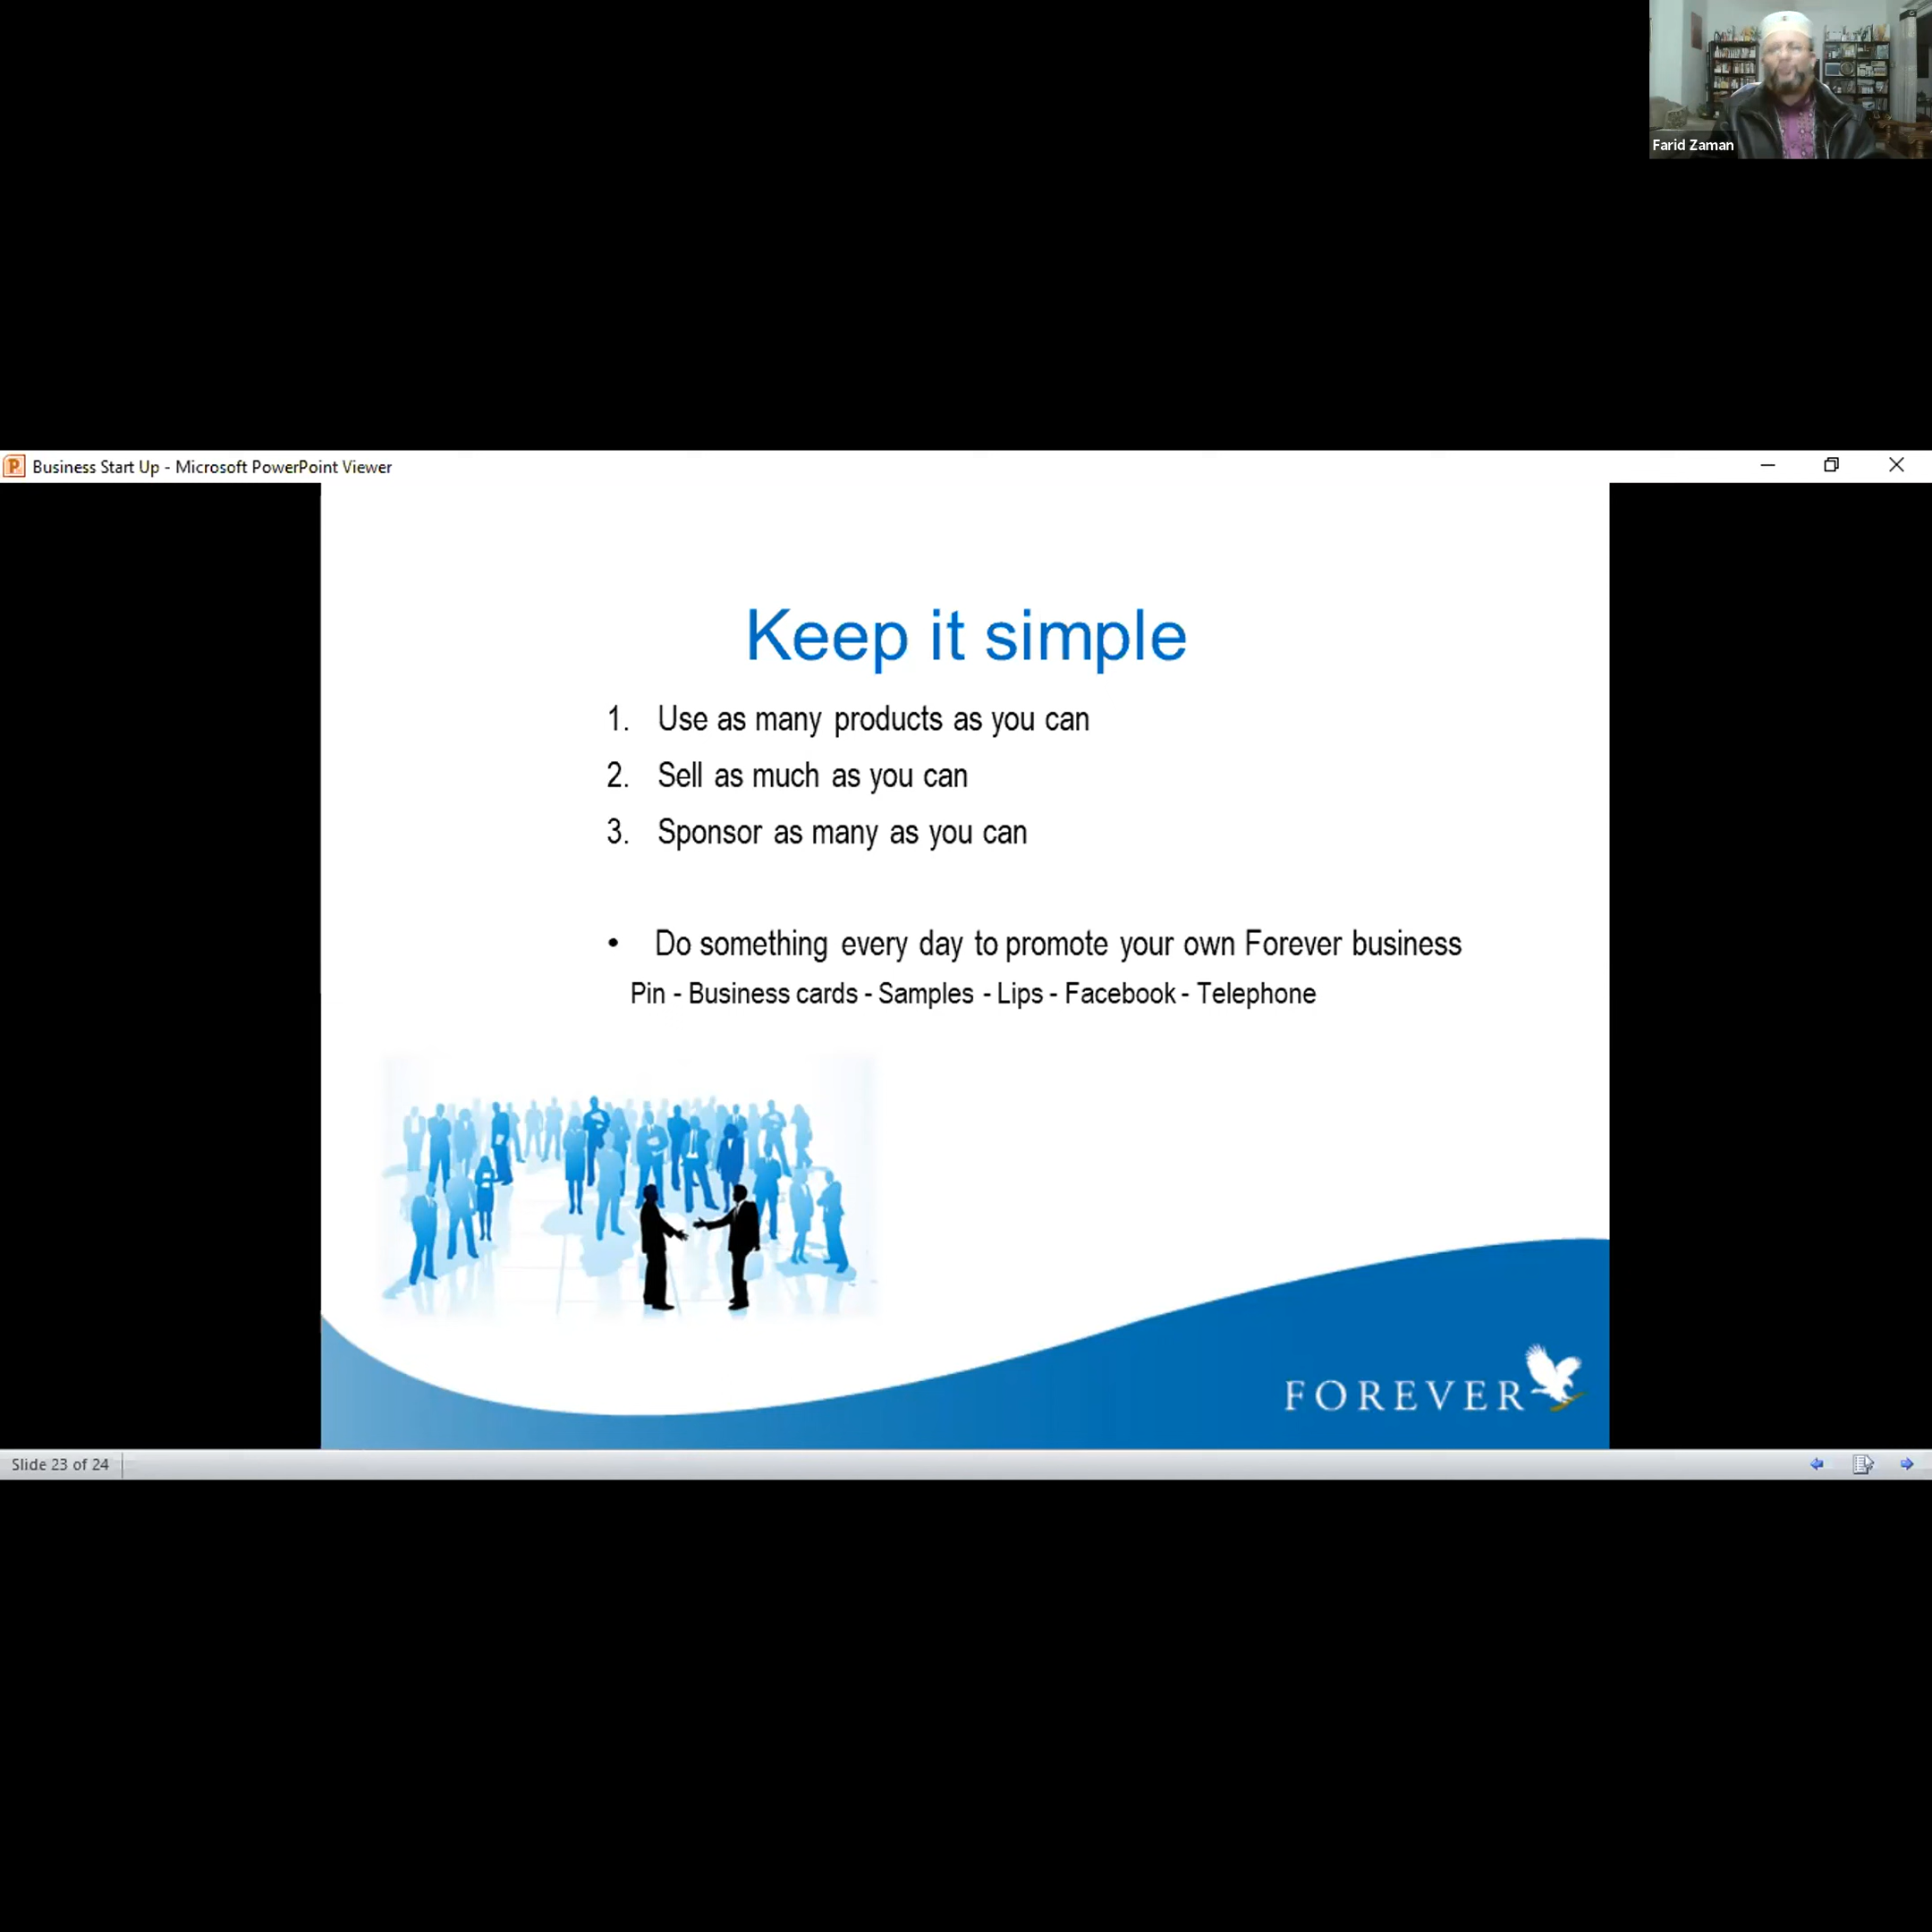 Farid Zaman
Business Start Up - Microsoft PowerPoint Viewer
Keep it simple
1. Use as many products as you can
2. Sell as much as you can
3. Sponsor as many as you can
• Do something every day to promote your own Forever business
Pin - Business cards - Samples - Lips - Facebook - Telephone
FOREVER
Slide 23 of 24